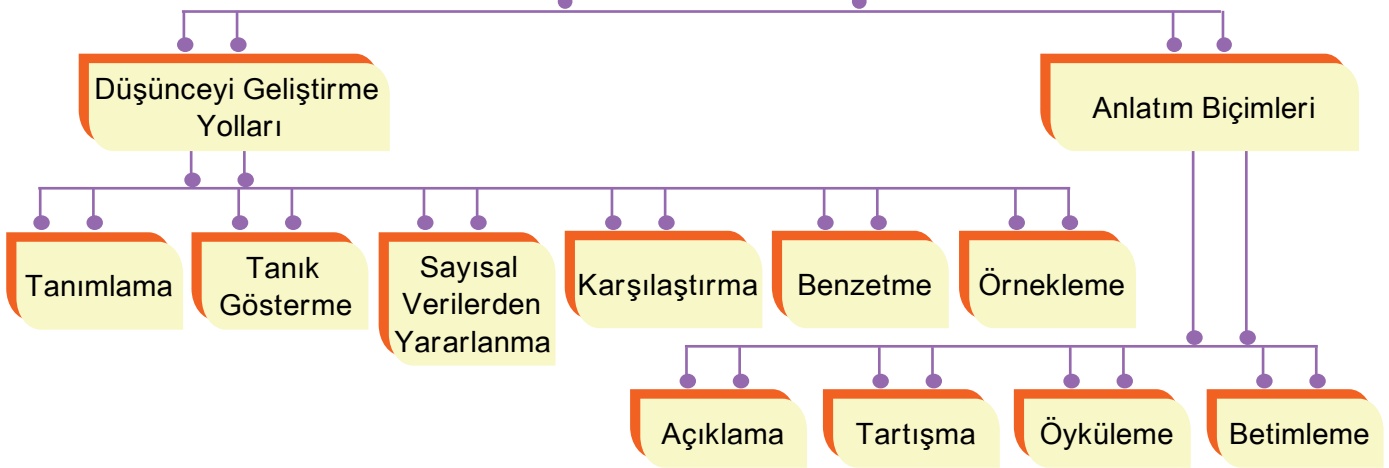 Düşünceyi Geliştirme
Yolları
Anlatım Biçimleri
Tanımlama
Tanık
Gösterme
Sayısal
Verilerden
Yararlanma
Karşılaştırma
Benzetme
Örnekleme
Açıklama
Tartışma
Öyküleme
Betimleme